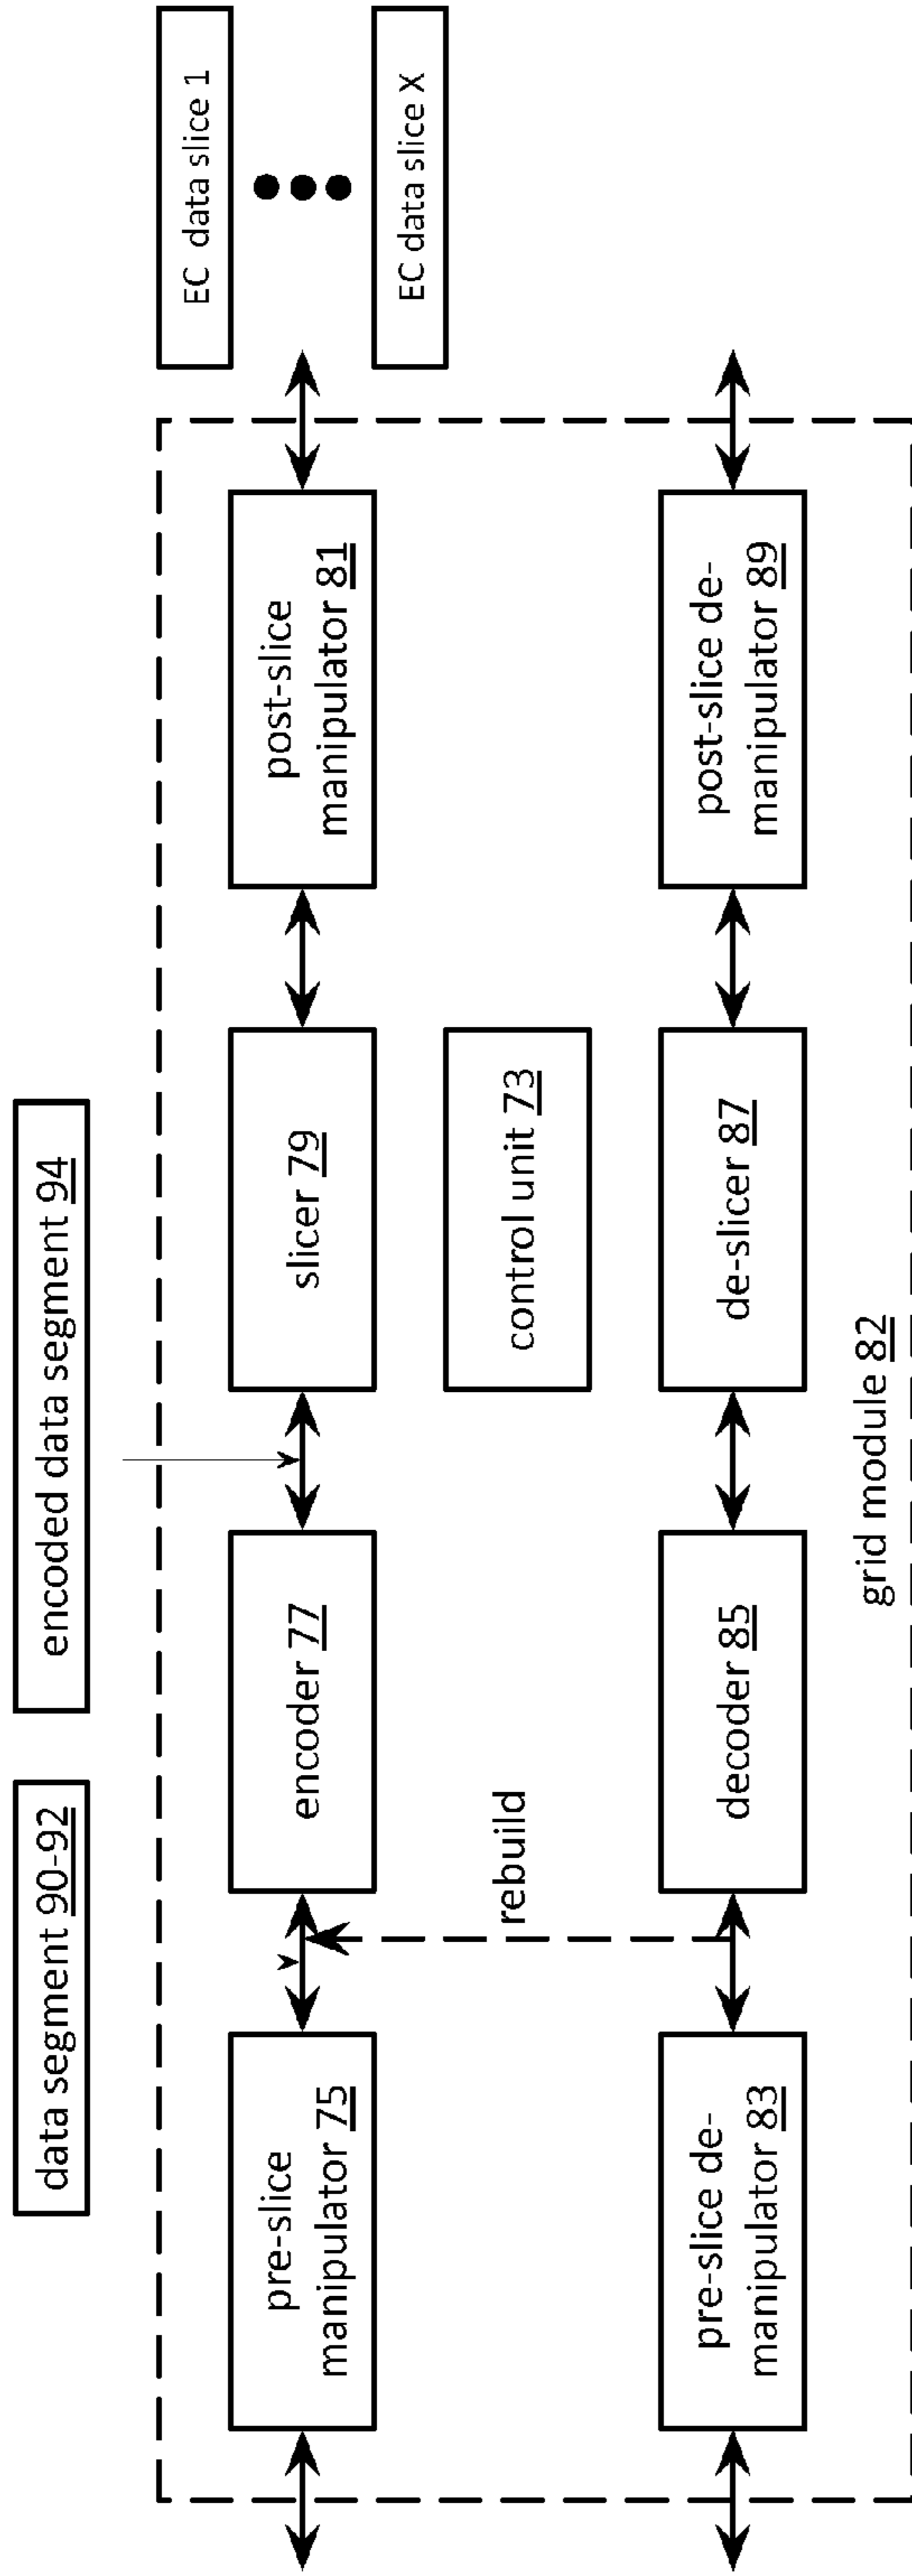 data segment 90-92
encoded data segment 94
EC data slice 1
EC data slice X
pre-slice
manipulator 75
encoder 77
slicer 79
post-slice
manipulator 81
rebuild
control unit 73
pre-slice de-
manipulator 83
decoder 85
de-slicer 87
post-slice de-
manipulator 89
grid module 82